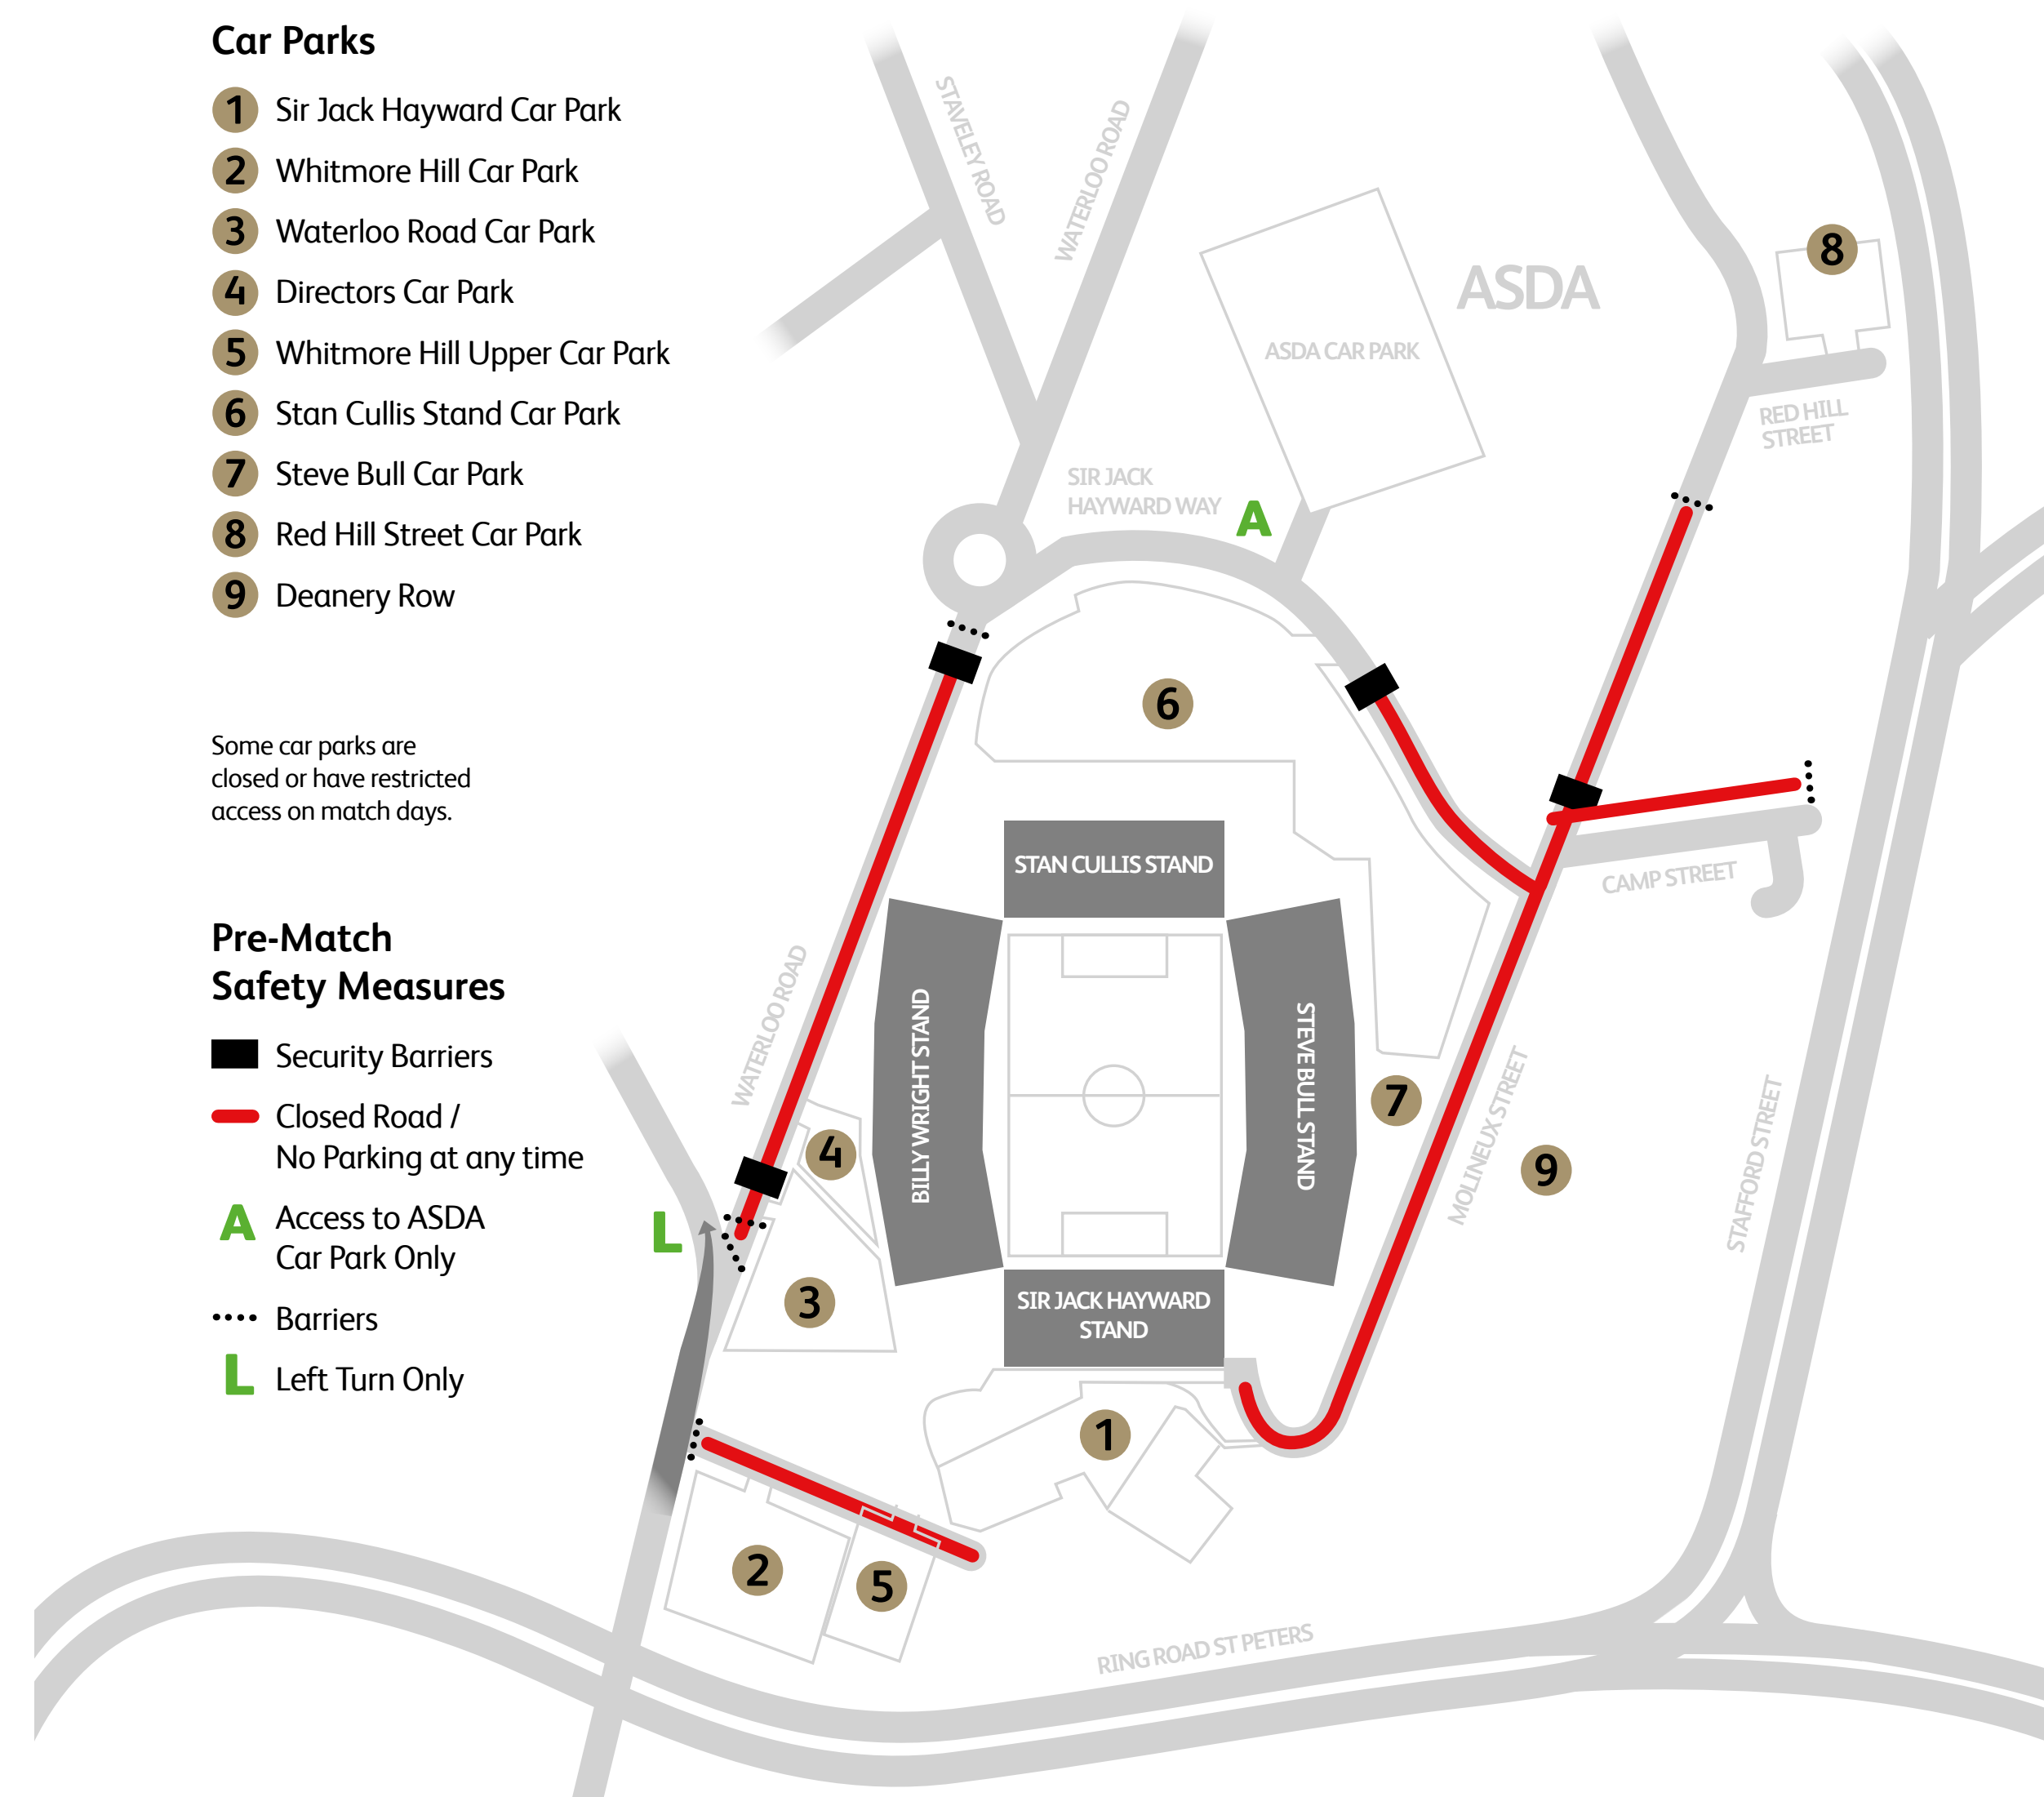 Car Parks
1 Sir Jack Hayward Car Park
2 Whitmore Hill Car Park
3 Waterloo Road Car Park
4 Directors Car Park
5 Whitmore Hill Upper Car Park
6 Stan Cullis Stand Car Park
7 Steve Bull Car Park
8 Red Hill Street Car Park
9 Deanery Row
Some car parks are
closed or have restricted
access on match days.
Pre-Match
Safety Measures
Security Barriers
Closed Road /
No Parking at any time
A Access to ASDA
Car Park Only
Barriers
L Left Turn Only
STAVELEY ROAD
WATERLOO ROAD
ASDA
ASDA CAR PARK
8
RED HILL
STREET
SIR JACK
HAYWARD WAY
A
6
STAN CULLIS STAND
CAMP STREET
WATERLOO ROAD
BILLY WRIGHT STAND
STEVE BULL STAND
7
MOLINEUX STREET
9
STAFFORD STREET
4
L
3
SIR JACK HAYWARD
STAND
1
2
5
RING ROAD ST PETERS